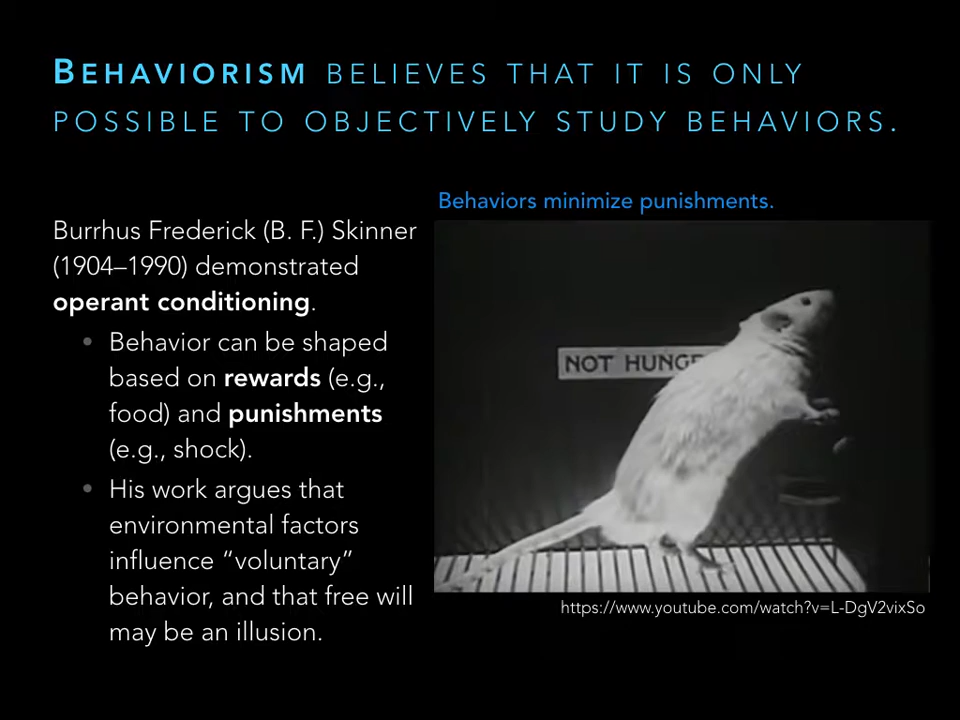 BEHAVIORISM BELIEVES THAT IT IS ONLY
POSSIBLE TO OBJECTIVELY STUDY BEHAVIORS.
Behaviors minimize punishments.
Burrhus Frederick (B. F.) Skinner
(1904–1990) demonstrated
operant conditioning.
• Behavior can be shaped
based on rewards (e.g.,
food) and punishments
(e.g., shock).
• His work argues that
environmental factors
influence “voluntary”
behavior, and that free will
may be an illusion.
NOT HUNG
https://www.youtube.com/watch?v=L-DgV2vixSo